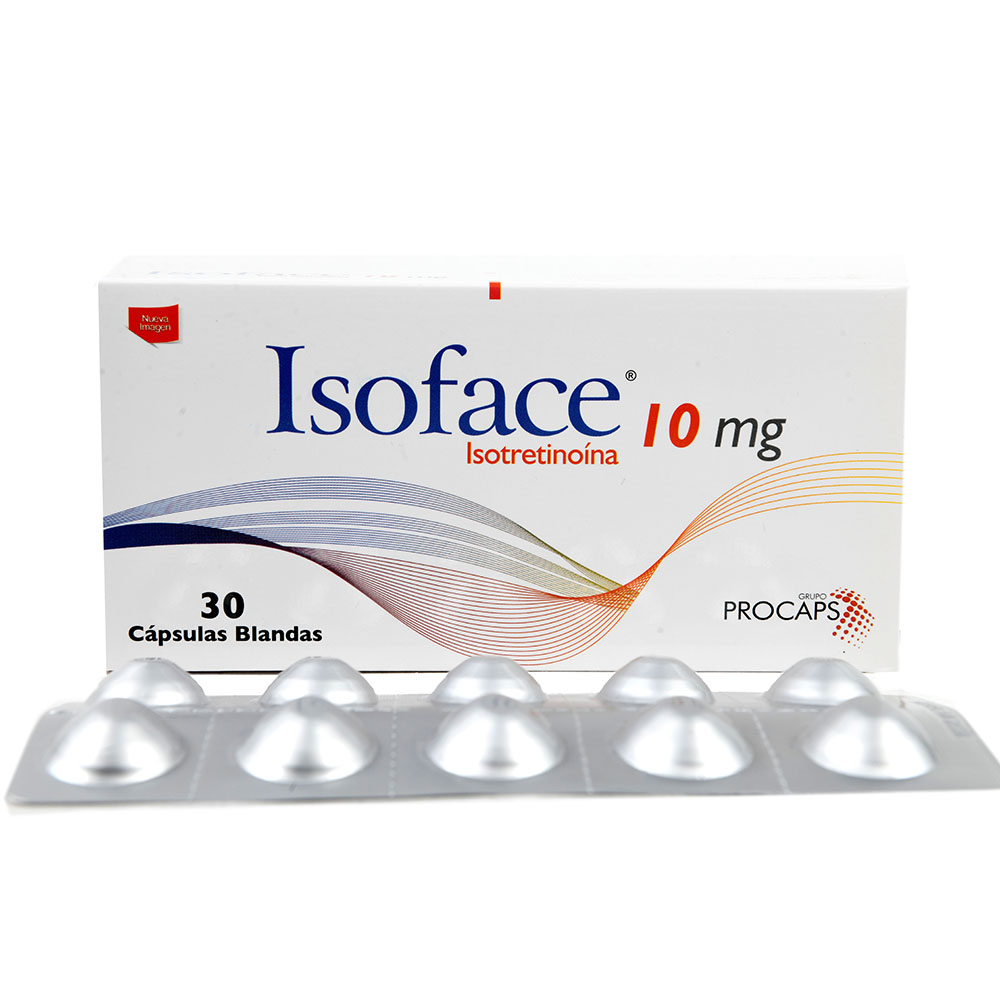 Nueva
Imagen
Isoface® 10 mg
Isotretinoína
30
Cápsulas Blandas
GRUPO
PROCAPS